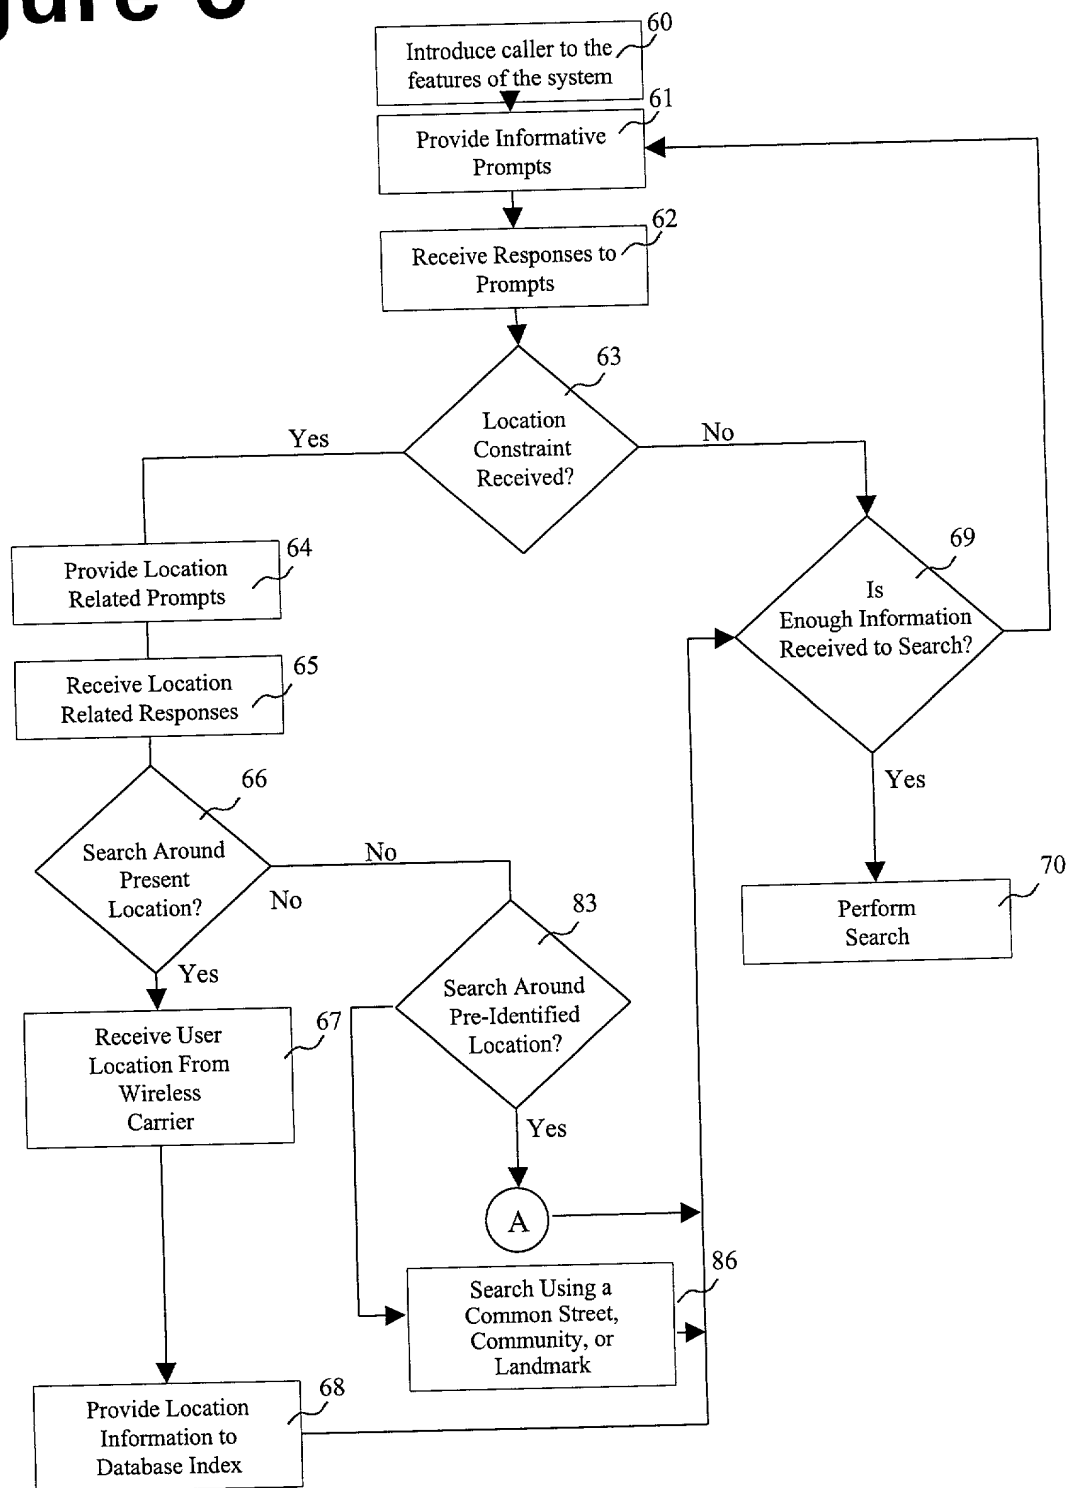 60
Introduce caller to the
features of the system
61
Provide Informative
Prompts
62
Receive Responses to
Prompts
63
Location
Constraint
Received?
Yes
No
64
Provide Location
Related Prompts
69
Is
Enough Information
Received to Search?
65
Receive Location
Related Responses
66
Search Around
Present
Location?
No
No
Yes
Yes
70
Perform
Search
83
Search Around
Pre-Identified
Location?
Yes
67
Receive User
Location From
Wireless
Carrier
A
86
Search Using a
Common Street,
Community, or
Landmark
68
Provide Location
Information to
Database Index